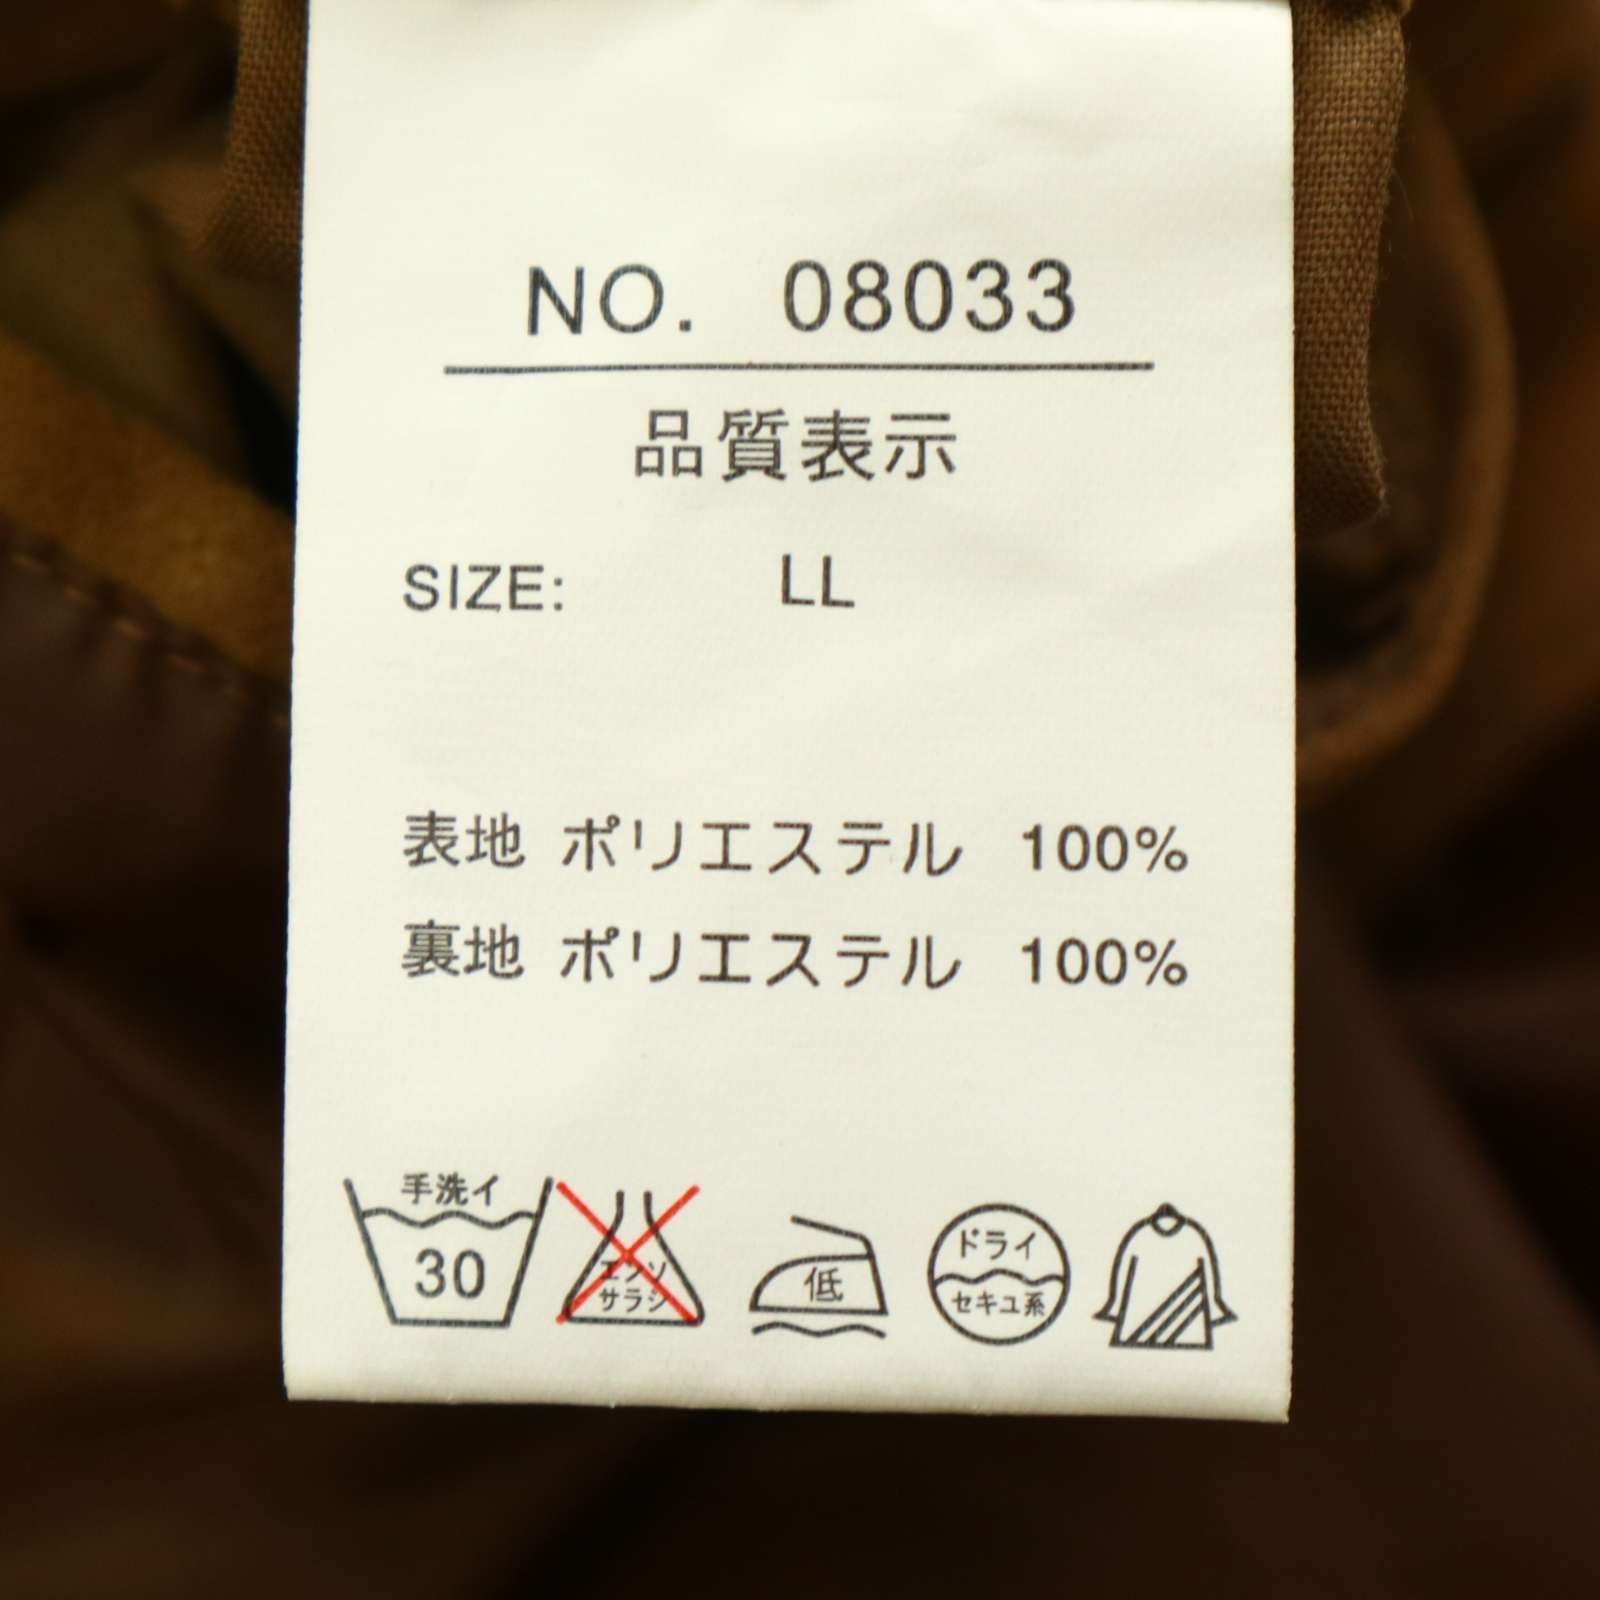 NO. 08033
品質表示
SIZE: LL
表地 ポリエステル 100%
裏地 ポリエステル 100%
手洗イ
30
エンソ
サラシ
低
ドライ
セキユ系